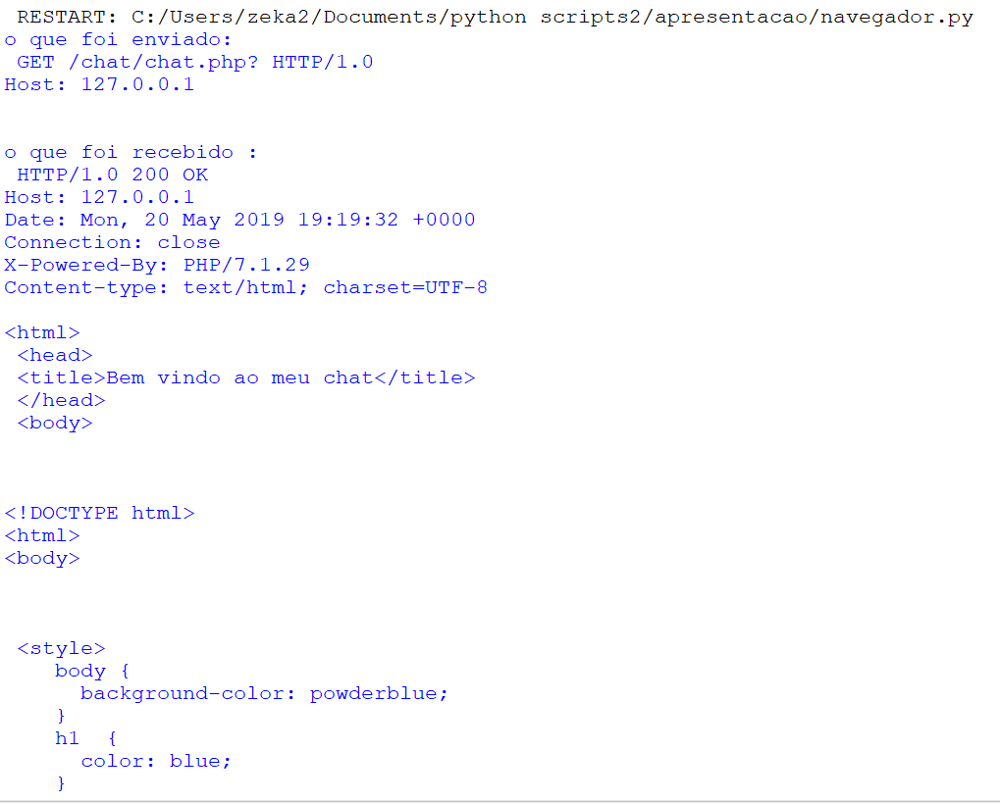 RESTART: C:/Users/zeka2/Documents/python scripts2/apresentacao/navegador.py
o que foi enviado:
GET /chat/chat.php? HTTP/1.0
Host: 127.0.0.1
o que foi recebido :
HTTP/1.0 200 OK
Host: 127.0.0.1
Date: Mon, 20 May 2019 19:19:32 +0000
Connection: close
X-Powered-By: PHP/7.1.29
Content-type: text/html; charset=UTF-8
<html>
<head>
<title>Bem vindo ao meu chat</title>
</head>
<body>
<!DOCTYPE html>
<html>
<body>
<style>
body {
background-color: powderblue;
}
h1  {
color: blue;
}